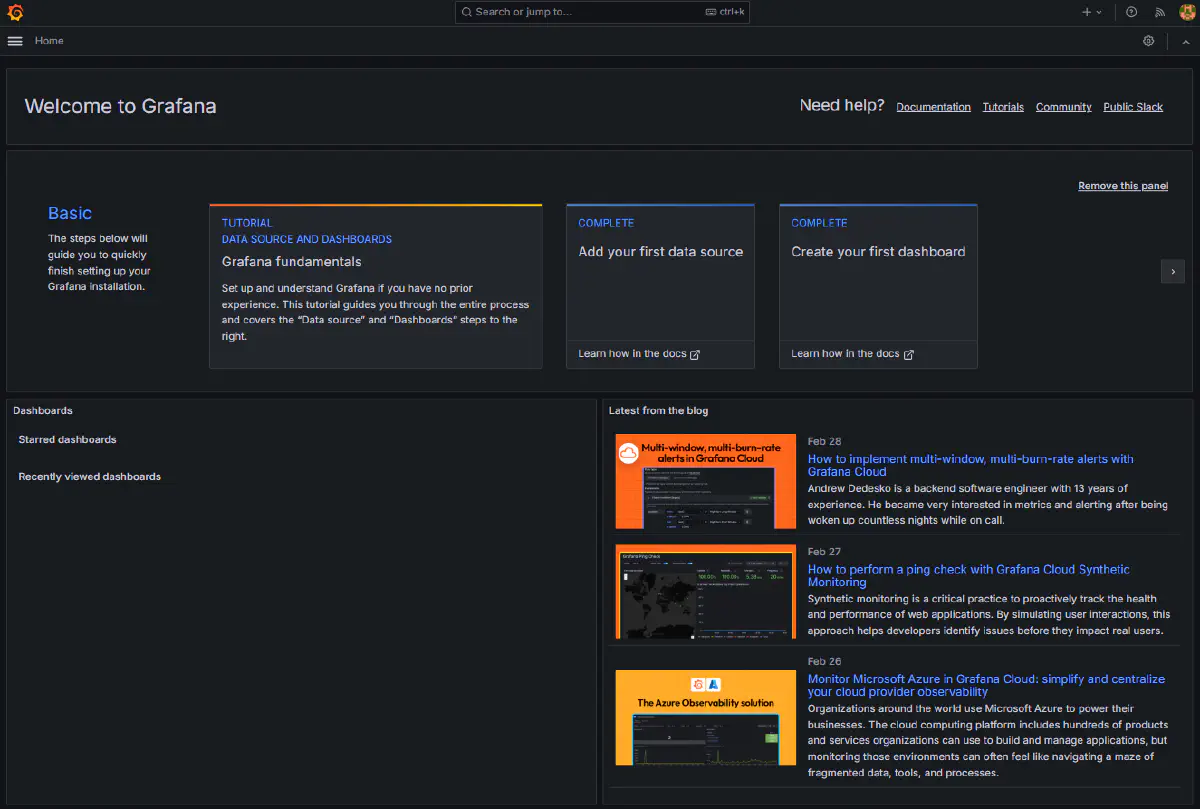 Search or jump to...
ctrl+k
Home
Welcome to Grafana
Need help?
Documentation
Tutorials
Community
Public Slack
Remove this panel
Basic
The steps below will
guide you to quickly
finish setting up your
Grafana installation.
TUTORIAL
DATA SOURCE AND DASHBOARDS
Grafana fundamentals
Set up and understand Grafana if you have no prior
experience. This tutorial guides you through the entire process
and covers the “Data source” and “Dashboards” steps to the
right.
COMPLETE
Add your first data source
Learn how in the docs
COMPLETE
Create your first dashboard
Learn how in the docs
Dashboards
Starred dashboards
Recently viewed dashboards
Latest from the blog
Multi-window, multi-burn-rate
alerts in Grafana Cloud
Feb 28
How to implement multi-window, multi-burn-rate alerts with
Grafana Cloud
Andrew Dedesko is a backend software engineer with 13 years of
experience. He became very interested in metrics and alerting after being
woken up countless nights while on call.
Grafana Ping Check
Feb 27
How to perform a ping check with Grafana Cloud Synthetic
Monitoring
Synthetic monitoring is a critical practice to proactively track the health
and performance of web applications. By simulating user interactions, this
approach helps developers identify issues before they impact real users.
The Azure Observability solution
Feb 26
Monitor Microsoft Azure in Grafana Cloud: simplify and centralize
your cloud provider observability
Organizations around the world use Microsoft Azure to power their
businesses. The cloud computing platform includes hundreds of products
and services organizations can use to build and manage applications, but
monitoring those environments can often feel like navigating a maze of
fragmented data, tools, and processes.